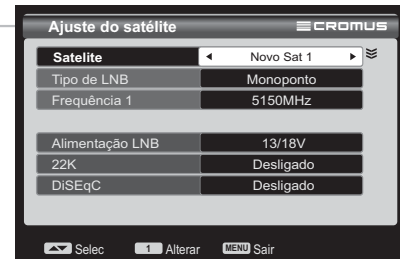 Ajuste do satélite CROMUS
Satelite Novo Sat 1
Tipo de LNB Monoponto
Frequência 1 5150MHz
Alimentação LNB 13/18V
22K Desligado
DiSEqC Desligado
Selec 1 Alterar MENU Sair